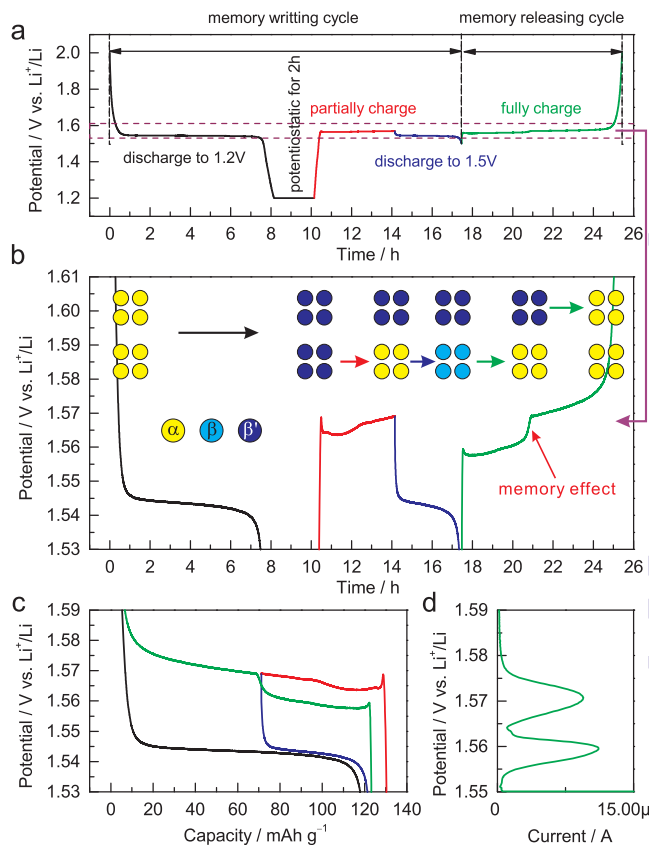 memory writting cycle
memory releasing cycle
a
2.0
1.8
1.6
1.4
1.2
Potential / V vs. Li⁺/Li
potentiostatic for 2h
partially charge
fully charge
discharge to 1.2V
discharge to 1.5V
0 2 4 6 8 10 12 14 16 18 20 22 24 26
Time / h
b
1.61
1.60
1.59
1.58
1.57
1.56
1.55
1.54
1.53
Potential / V vs. Li⁺/Li
α β β'
memory effect
0 2 4 6 8 10 12 14 16 18 20 22 24 26
Time / h
c
1.59
1.58
1.57
1.56
1.55
1.54
1.53
Potential / V vs. Li⁺/Li
0 20 40 60 80 100 120 140
Capacity / mAh g⁻¹
d
1.59
1.58
1.57
1.56
1.55
Potential / V vs. Li⁺/Li
0 15.00µ
Current / A